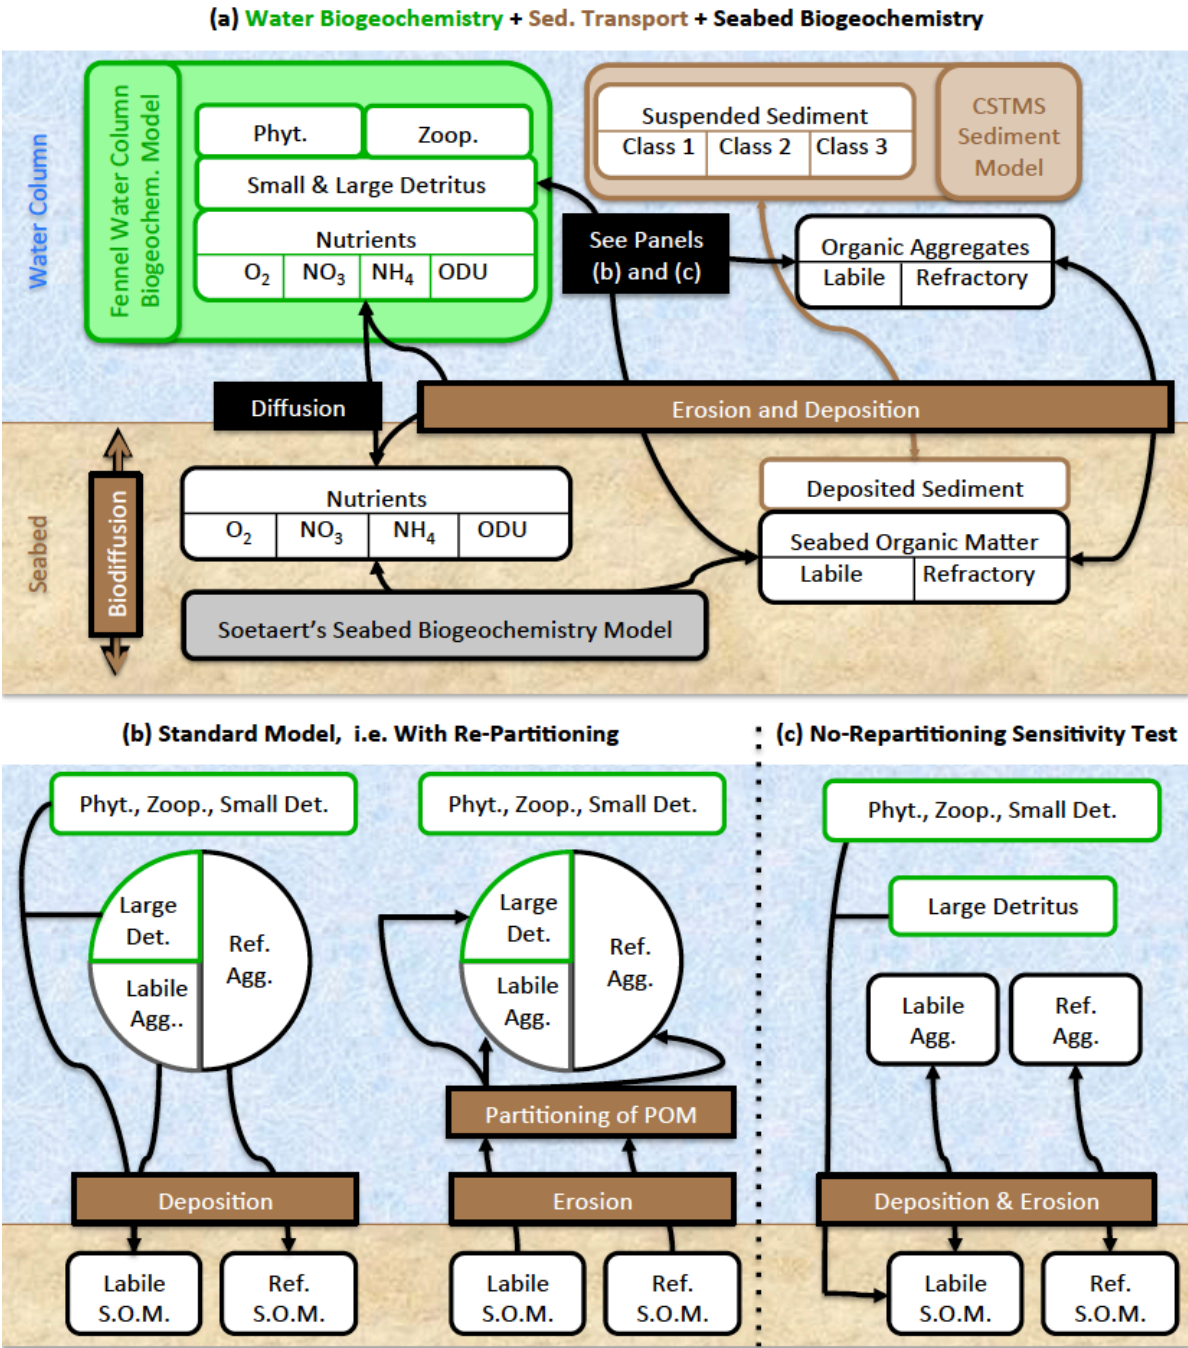 (a) Water Biogeochemistry + Sed. Transport + Seabed Biogeochemistry
Water Column
Fennel Water Column
Biogeochem. Model
Phyt.
Zoop.
Small & Large Detritus
Nutrients
O2
NO3
NH4
ODU
Suspended Sediment
Class 1
Class 2
Class 3
CSTMS
Sediment
Model
See Panels
(b) and (c)
Organic Aggregates
Labile
Refractory
Diffusion
Erosion and Deposition
Seabed
Biodiffusion
Nutrients
O2
NO3
NH4
ODU
Deposited Sediment
Seabed Organic Matter
Labile
Refractory
Soetaert's Seabed Biogeochemistry Model
(b) Standard Model, i.e. With Re-Partitioning
Phyt., Zoop., Small Det.
Large
Det.
Ref.
Agg.
Labile
Agg..
Deposition
Labile
S.O.M.
Ref.
S.O.M.
Phyt., Zoop., Small Det.
Large
Det.
Ref.
Agg.
Labile
Agg.
Partitioning of POM
Erosion
Labile
S.O.M.
Ref.
S.O.M.
(c) No-Repartitioning Sensitivity Test
Phyt., Zoop., Small Det.
Large Detritus
Labile
Agg.
Ref.
Agg.
Deposition & Erosion
Labile
S.O.M.
Ref.
S.O.M.